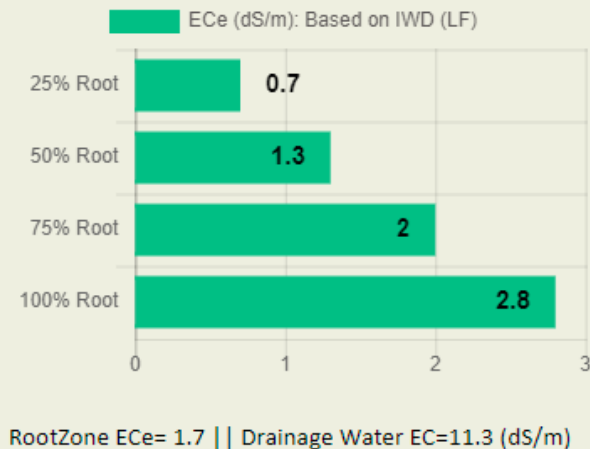 ECe (dS/m): Based on IWD (LF)
25% Root 0.7
50% Root 1.3
75% Root 2
100% Root 2.8
0 1 2 3
RootZone ECe= 1.7 || Drainage Water EC=11.3 (dS/m)